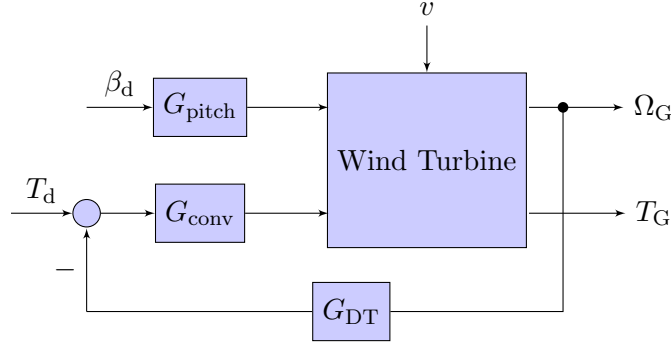 v
β_d
G_pitch
Ω_G
Wind Turbine
T_d
G_conv
T_G
−
G_DT